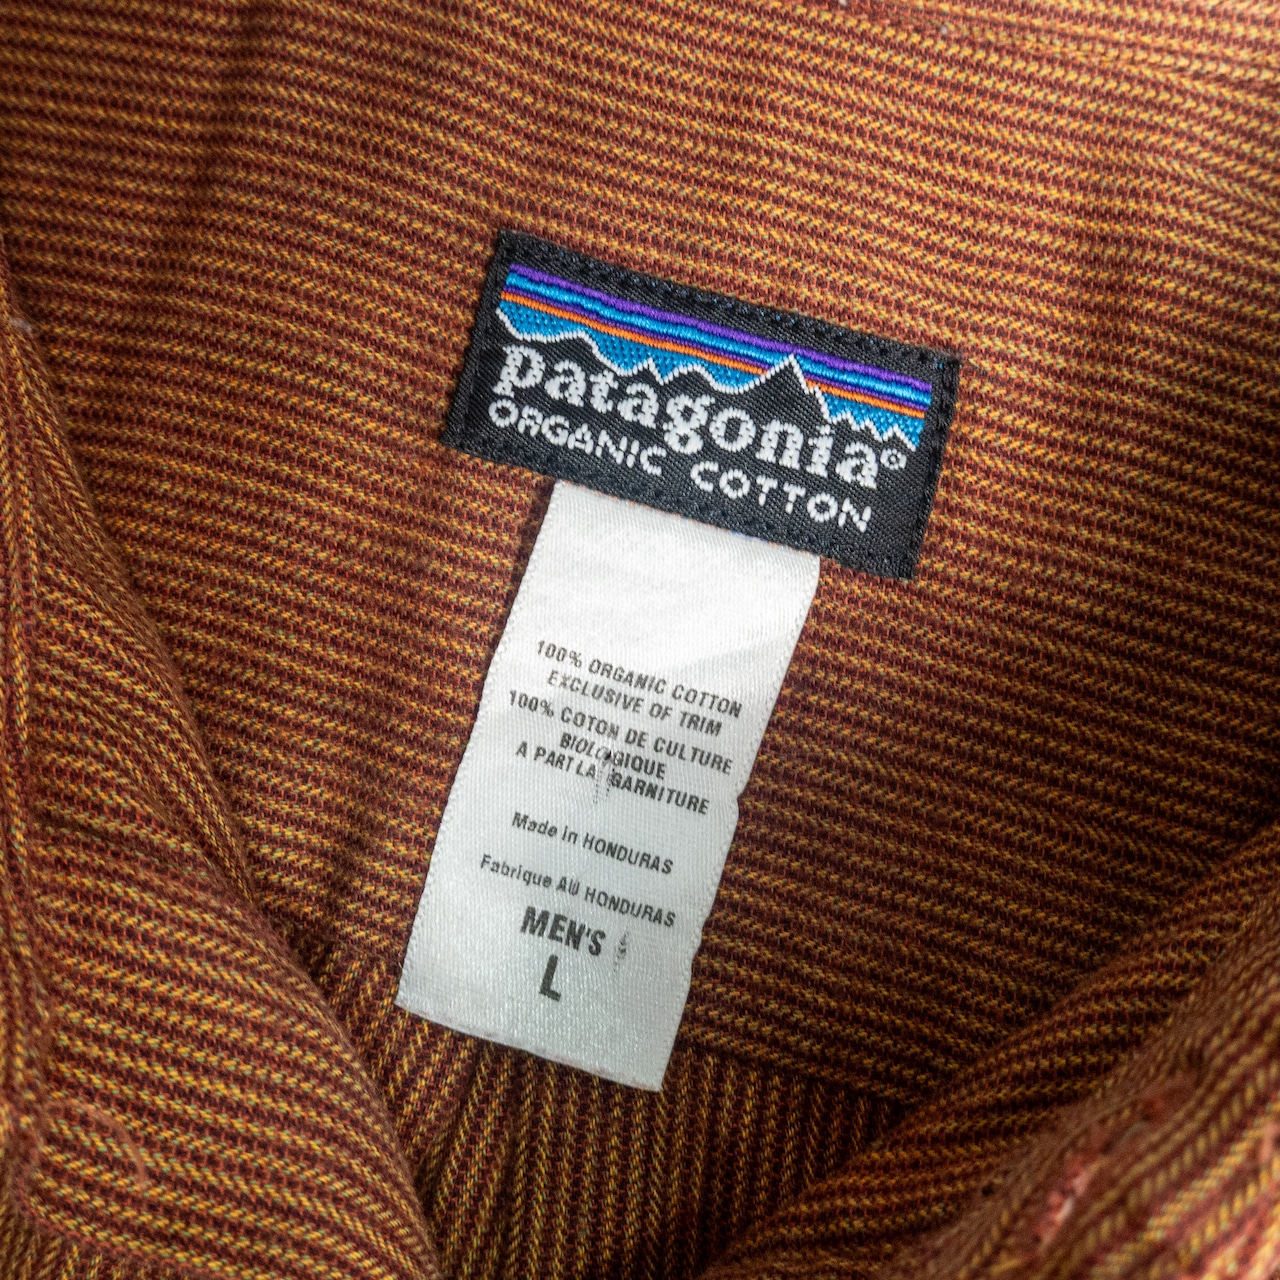 patagonia®
ORGANIC COTTON
100% ORGANIC COTTON
EXCLUSIVE OF TRIM
100% COTON DE CULTURE
BIOLOGIQUE
A PART LA GARNITURE
Made in HONDURAS
Fabrique AU HONDURAS
MEN'S
L